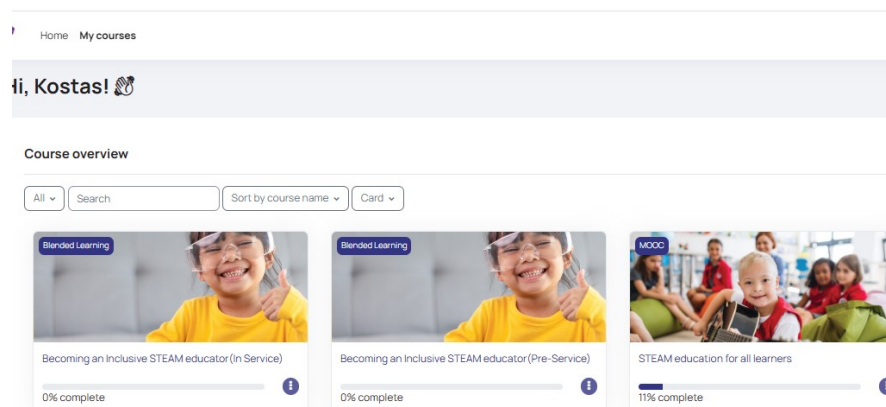 Home My courses
Hi, Kostas!
Course overview
All Search Sort by course name Card
Blended Learning Blended Learning MOOC
Becoming an Inclusive STEAM educator(In Service) Becoming an Inclusive STEAM educator(Pre-Service) STEAM education for all learners
0% complete 0% complete 11% complete